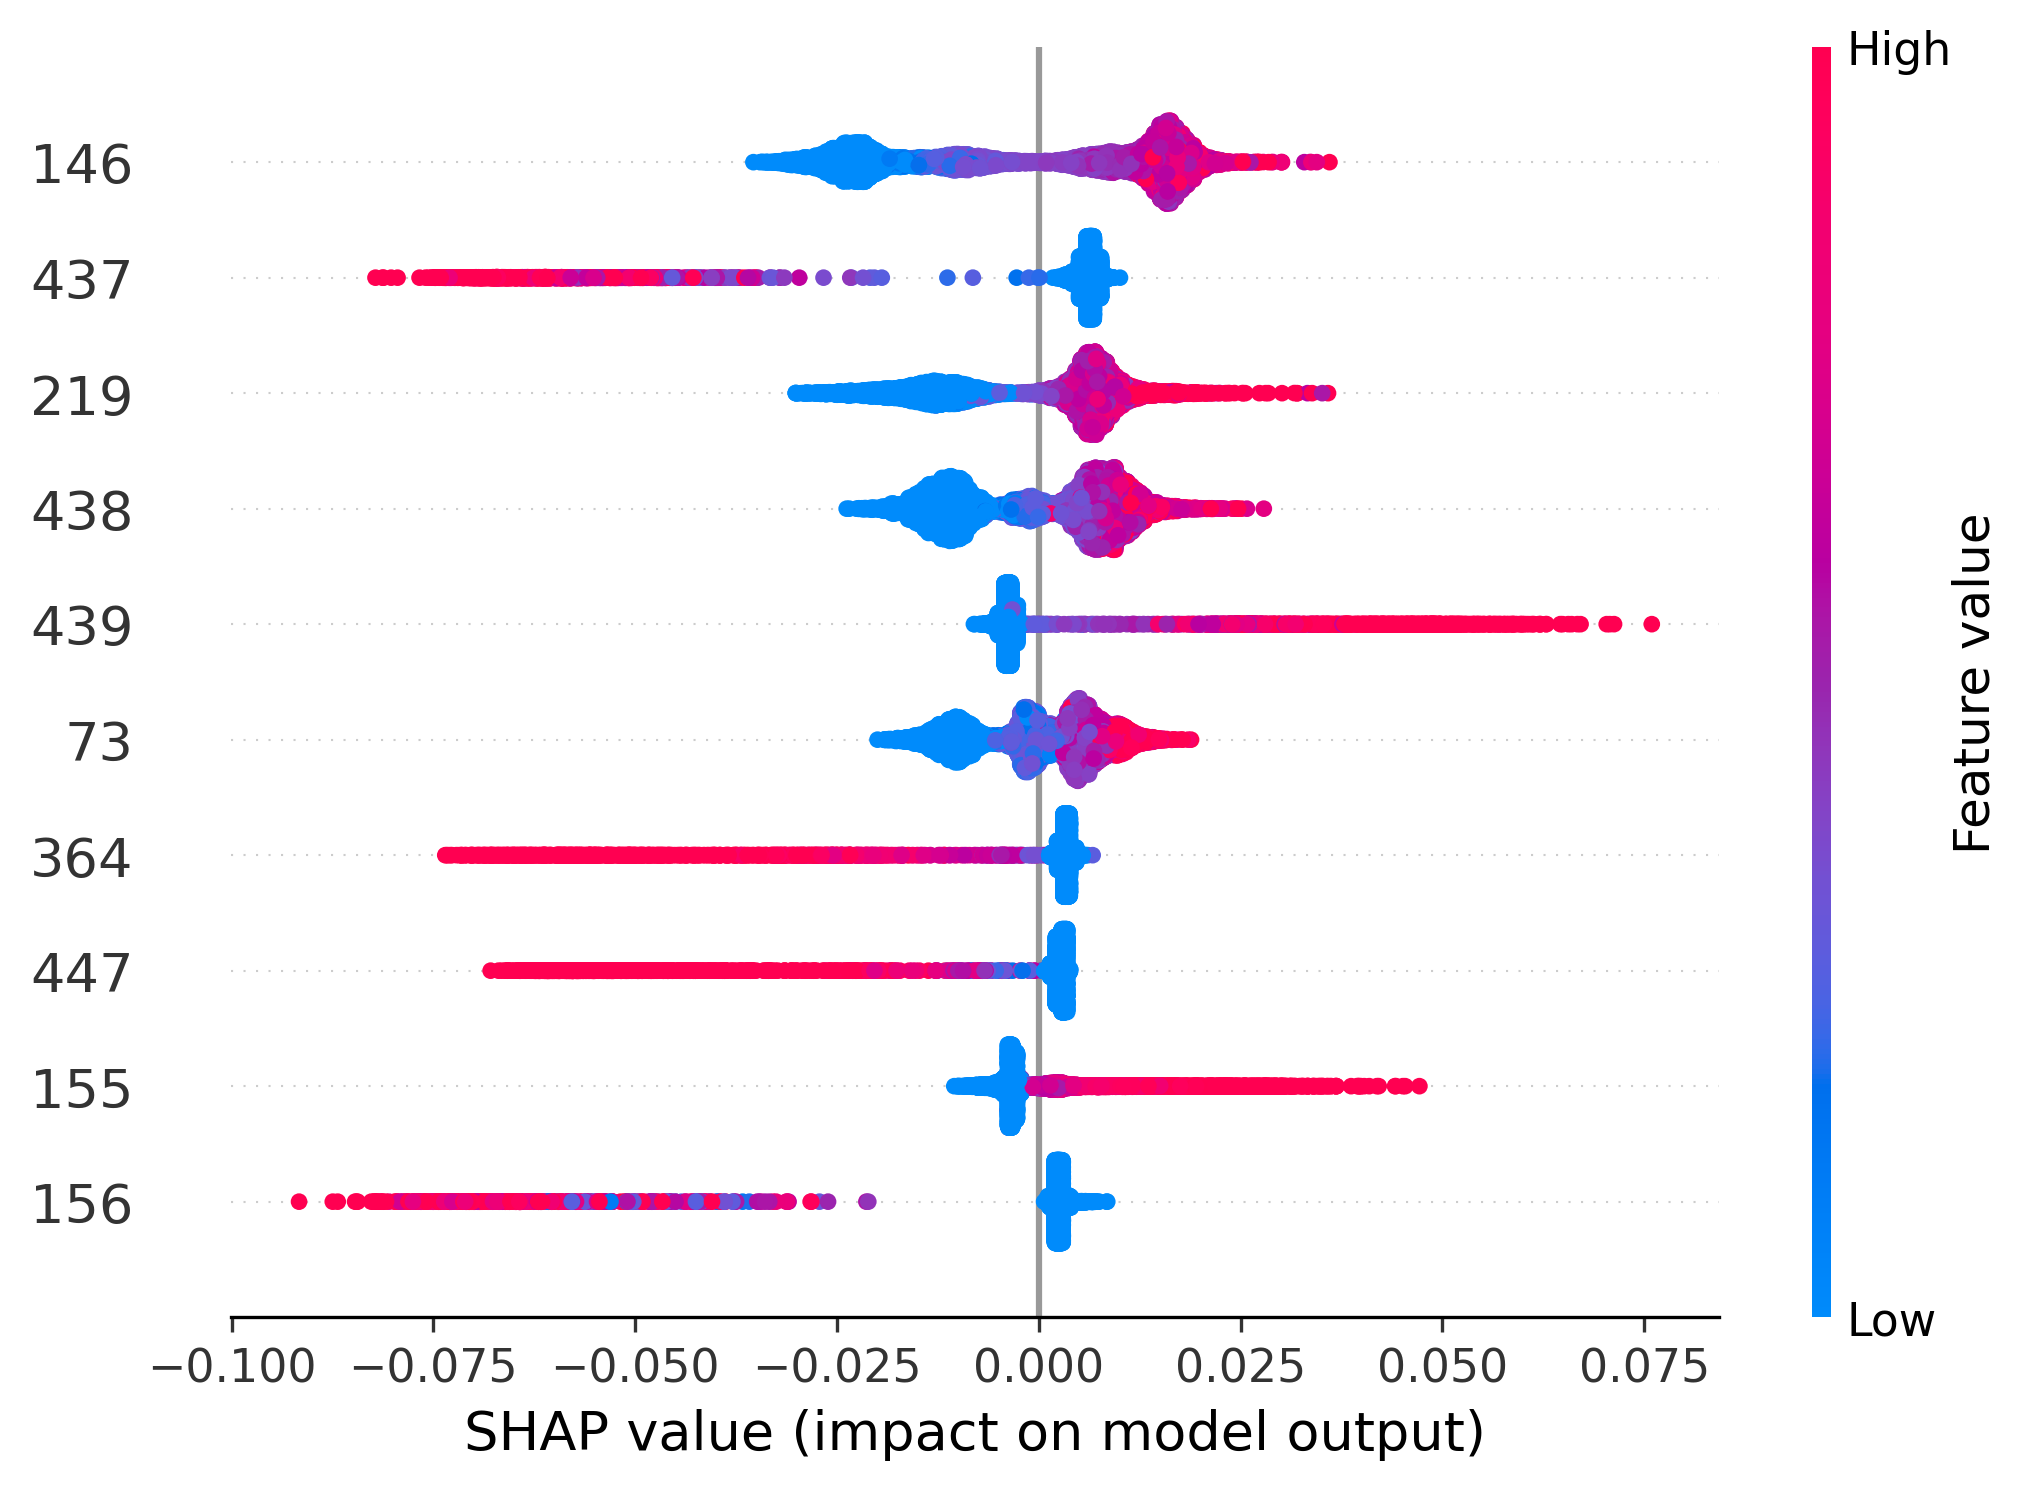 High
146
437
219
438
439
73
364
447
155
156
Feature value
Low
−0.100 −0.075 −0.050 −0.025 0.000 0.025 0.050 0.075
SHAP value (impact on model output)